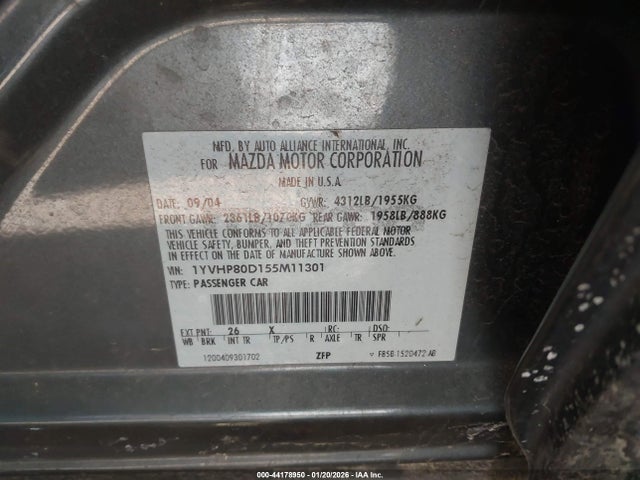 MFD. BY AUTO ALLIANCE INTERNATIONAL, INC.
FOR MAZDA MOTOR CORPORATION
MADE IN U.S.A.
DATE: 09/04 GVWR: 4312LB/1955KG
FRONT GAWR: 2361LB/1070KG REAR GAWR: 1958LB/888KG
THIS VEHICLE CONFORMS TO ALL APPLICABLE FEDERAL MOTOR
VEHICLE SAFETY, BUMPER, AND THEFT PREVENTION STANDARDS
IN EFFECT ON THE DATE OF MANUFACTURE SHOWN ABOVE.
VIN: 1YVHP80D155M11301
TYPE: PASSENGER CAR
EXT PNT: 26 X RC: DSO:
WB BRK INT TR TP/PS R AXLE TR SPR
1200409301702 ZFP F85B-1520472-AB
000-44178950 | 01/20/2026 | IAA Inc.